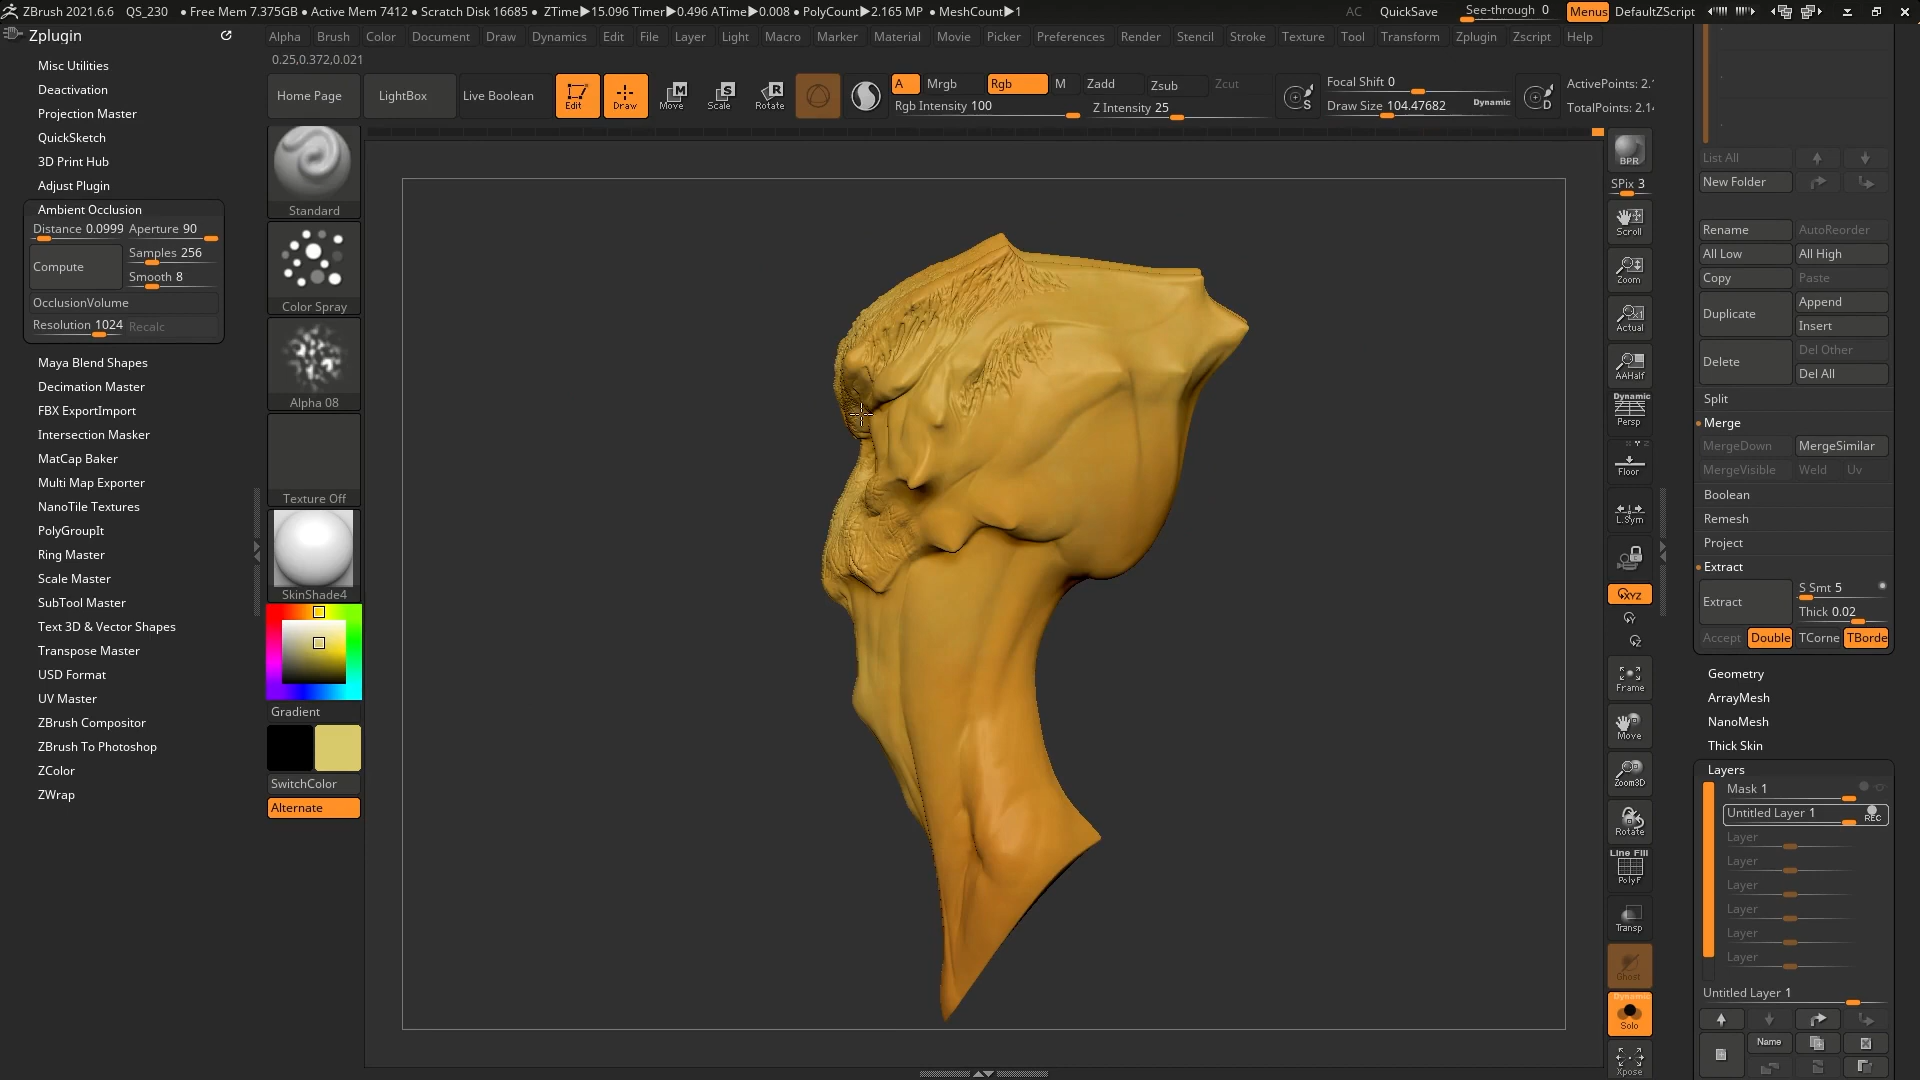 ZBrush 2021.6.6 QS_230 • Free Mem 7.375GB • Active Mem 7412 • Scratch Disk 16685 • ZTime▶15.096 Timer▶0.496 ATime▶0.008 • PolyCount▶2.165 MP • MeshCount▶1 AC QuickSave See-through 0 Menus DefaultZScript
Zplugin
Alpha Brush Color Document Draw Dynamics Edit File Layer Light Macro Marker Material Movie Picker Preferences Render Stencil Stroke Texture Tool Transform Zplugin Zscript Help
0.25,0.372,0.021
Home Page LightBox Live Boolean Edit Draw Move Scale Rotate
A Mrgb Rgb M Zadd Zsub Zcut
Rgb Intensity 100 Z Intensity 25
Focal Shift 0
Draw Size 104.47682 Dynamic
ActivePoints: 2.
TotalPoints: 2.1
Misc Utilities
Deactivation
Projection Master
QuickSketch
3D Print Hub
Adjust Plugin
Ambient Occlusion
Distance 0.0999 Aperture 90
Compute
Samples 256
Smooth 8
OcclusionVolume
Resolution 1024 Recalc
Maya Blend Shapes
Decimation Master
FBX ExportImport
Intersection Masker
MatCap Baker
Multi Map Exporter
NanoTile Textures
PolyGroupIt
Ring Master
Scale Master
SubTool Master
Text 3D & Vector Shapes
Transpose Master
USD Format
UV Master
ZBrush Compositor
ZBrush To Photoshop
ZColor
ZWrap
Standard
Color Spray
Alpha 08
Texture Off
SkinShade4
Gradient
SwitchColor
Alternate
BPR
SPix 3
Scroll
Zoom
Actual
AAHalf
Dynamic
Persp
Floor
L.Sym
XYZ
Y
Z
Frame
Move
Zoom3D
Rotate
Line Fill
PolyF
Transp
Ghost
Dynamic
Solo
Xpose
List All
New Folder
Rename AutoReorder
All Low All High
Copy Paste
Duplicate Append
Insert
Delete Del Other
Del All
Split
Merge
MergeDown MergeSimilar
MergeVisible Weld Uv
Boolean
Remesh
Project
Extract
Extract S Smt 5
Thick 0.02
Accept Double TCorne TBorde
Geometry
ArrayMesh
NanoMesh
Thick Skin
Layers
Mask 1
Untitled Layer 1 REC
Layer
Layer
Layer
Layer
Layer
Layer
Untitled Layer 1
Name